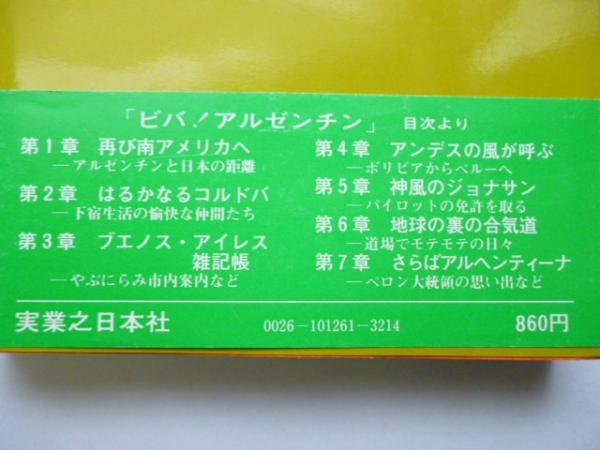 「ビバ！アルゼンチン」 目次より
第1章 再び南アメリカへ
―アルゼンチンと日本の距離
第2章 はるかなるコルドバ
―下宿生活の愉快な仲間たち
第3章 ブエノス・アイレス
雑記帳
―やぶにらみ市内案内など
第4章 アンデスの風が呼ぶ
―ボリビアからペルーへ
第5章 神風のジョナサン
―パイロットの免許を取る
第6章 地球の裏の合気道
―道場でモテモテの日々
第7章 さらばアルヘンティーナ
―ペロン大統領の思い出など
実業之日本社 0026-101261-3214 860円